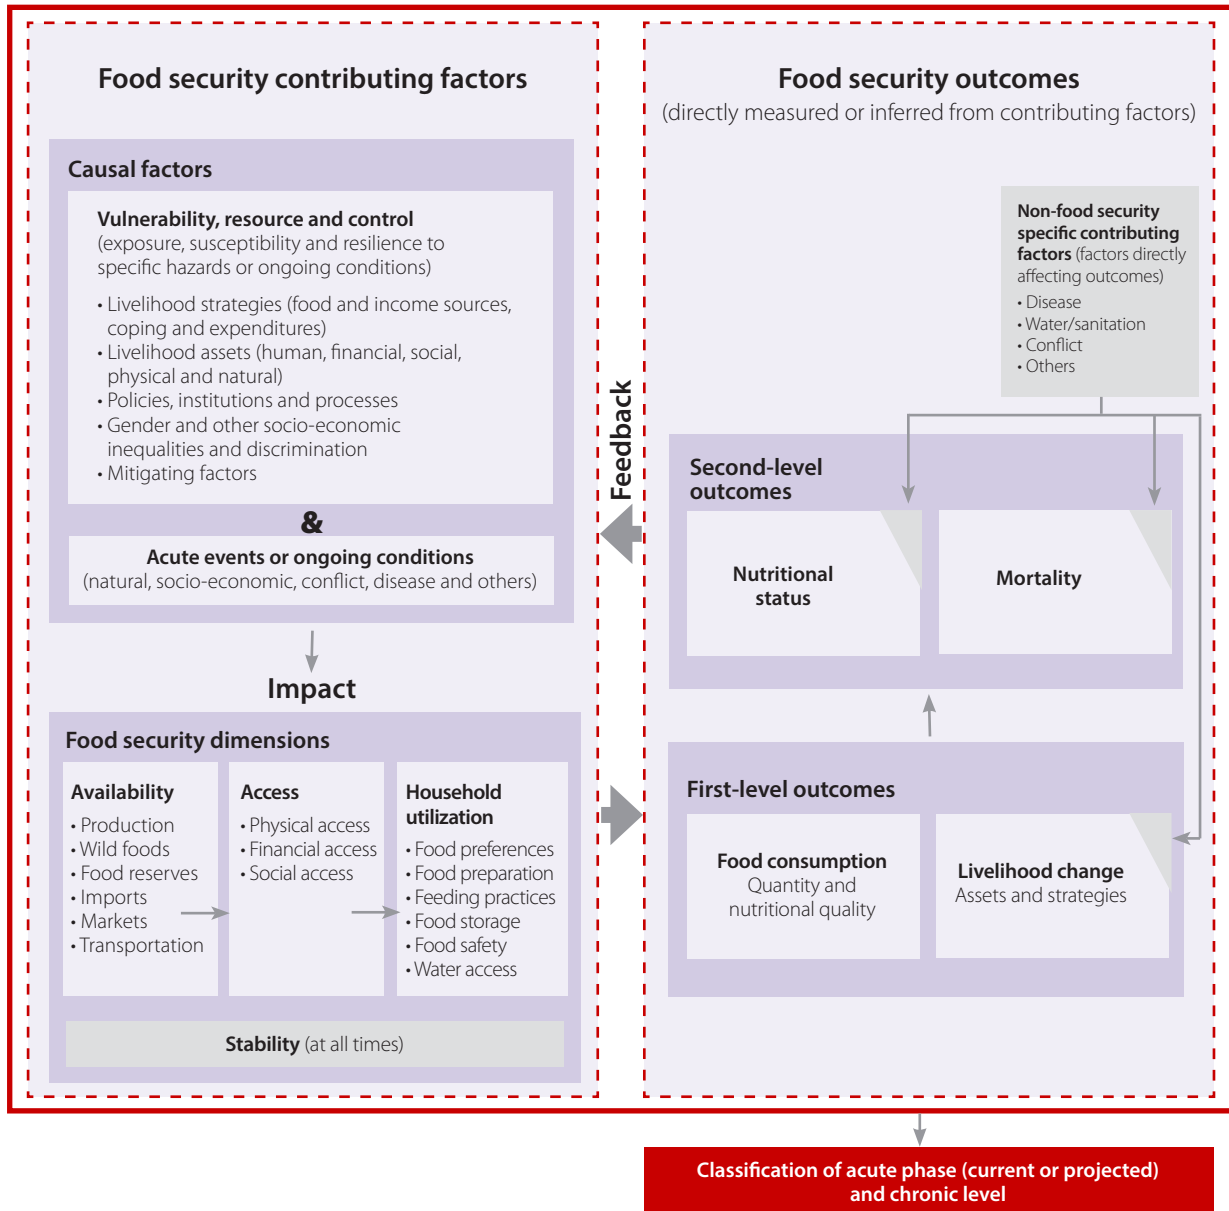 Food security contributing factors
Causal factors
Vulnerability, resource and control
(exposure, susceptibility and resilience to
specific hazards or ongoing conditions)
• Livelihood strategies (food and income sources,
coping and expenditures)
• Livelihood assets (human, financial, social,
physical and natural)
• Policies, institutions and processes
• Gender and other socio-economic
inequalities and discrimination
• Mitigating factors
&
Acute events or ongoing conditions
(natural, socio-economic, conflict, disease and others)
Impact
Food security dimensions
Availability
• Production
• Wild foods
• Food reserves
• Imports
• Markets
• Transportation
Access
• Physical access
• Financial access
• Social access
Household
utilization
• Food preferences
• Food preparation
• Feeding practices
• Food storage
• Food safety
• Water access
Stability (at all times)
Feedback
Food security outcomes
(directly measured or inferred from contributing factors)
Non-food security
specific contributing
factors (factors directly
affecting outcomes)
• Disease
• Water/sanitation
• Conflict
• Others
Second-level
outcomes
Nutritional
status
Mortality
First-level outcomes
Food consumption
Quantity and
nutritional quality
Livelihood change
Assets and strategies
Classification of acute phase (current or projected)
and chronic level